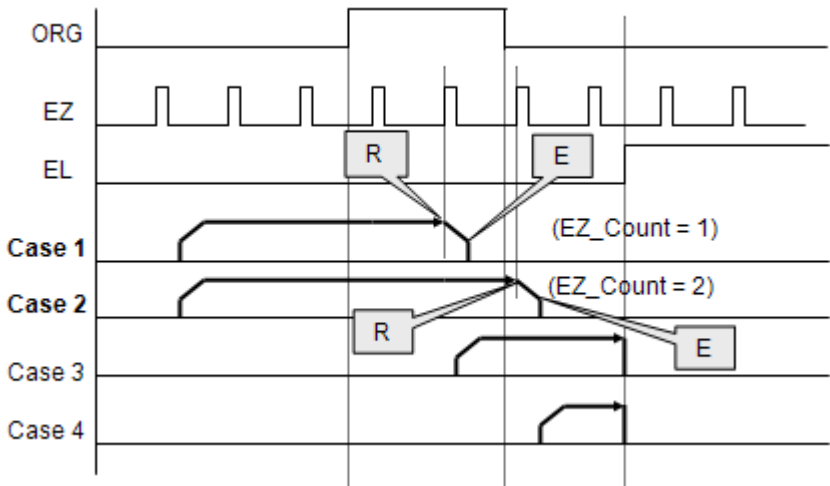 ORG
EZ
EL
R
E
Case 1
(EZ_Count = 1)
Case 2
(EZ_Count = 2)
R
E
Case 3
Case 4